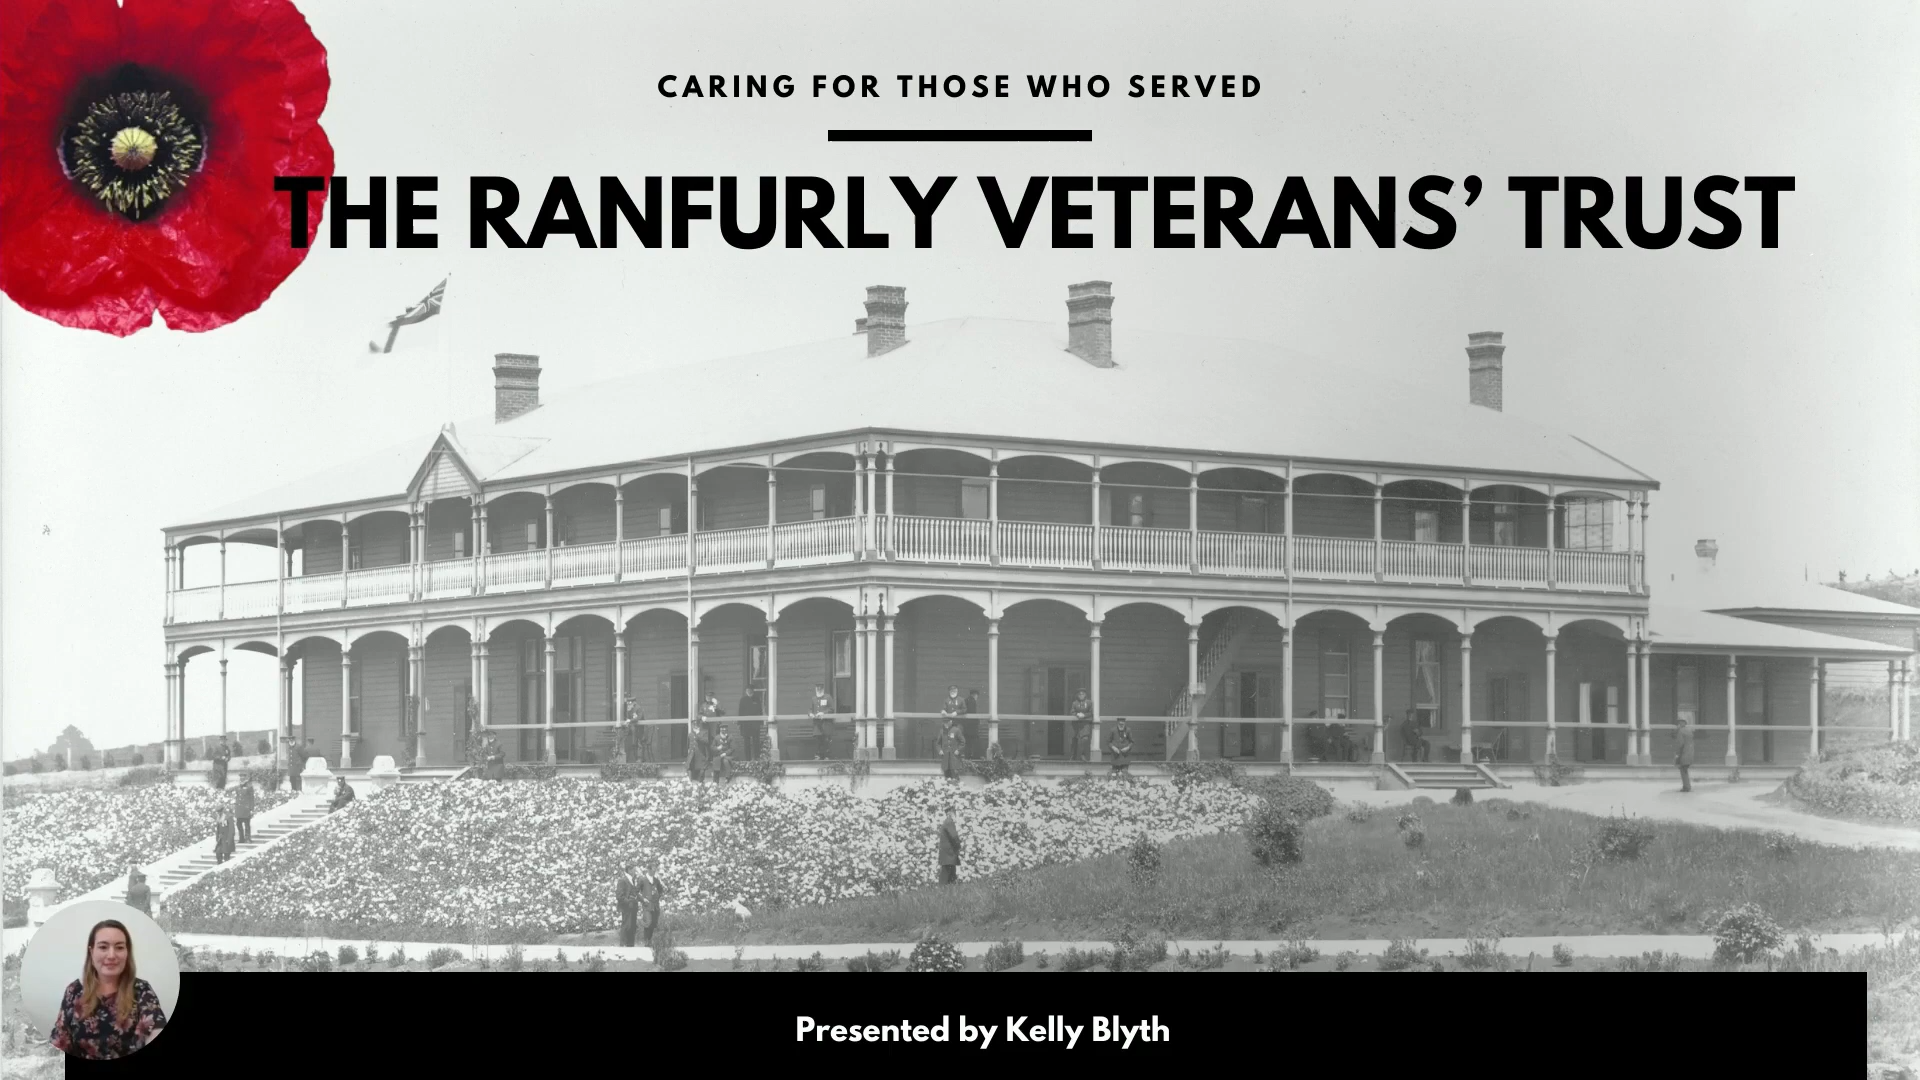 CARING FOR THOSE WHO SERVED
THE RANFURLY VETERANS’ TRUST
Presented by Kelly Blyth